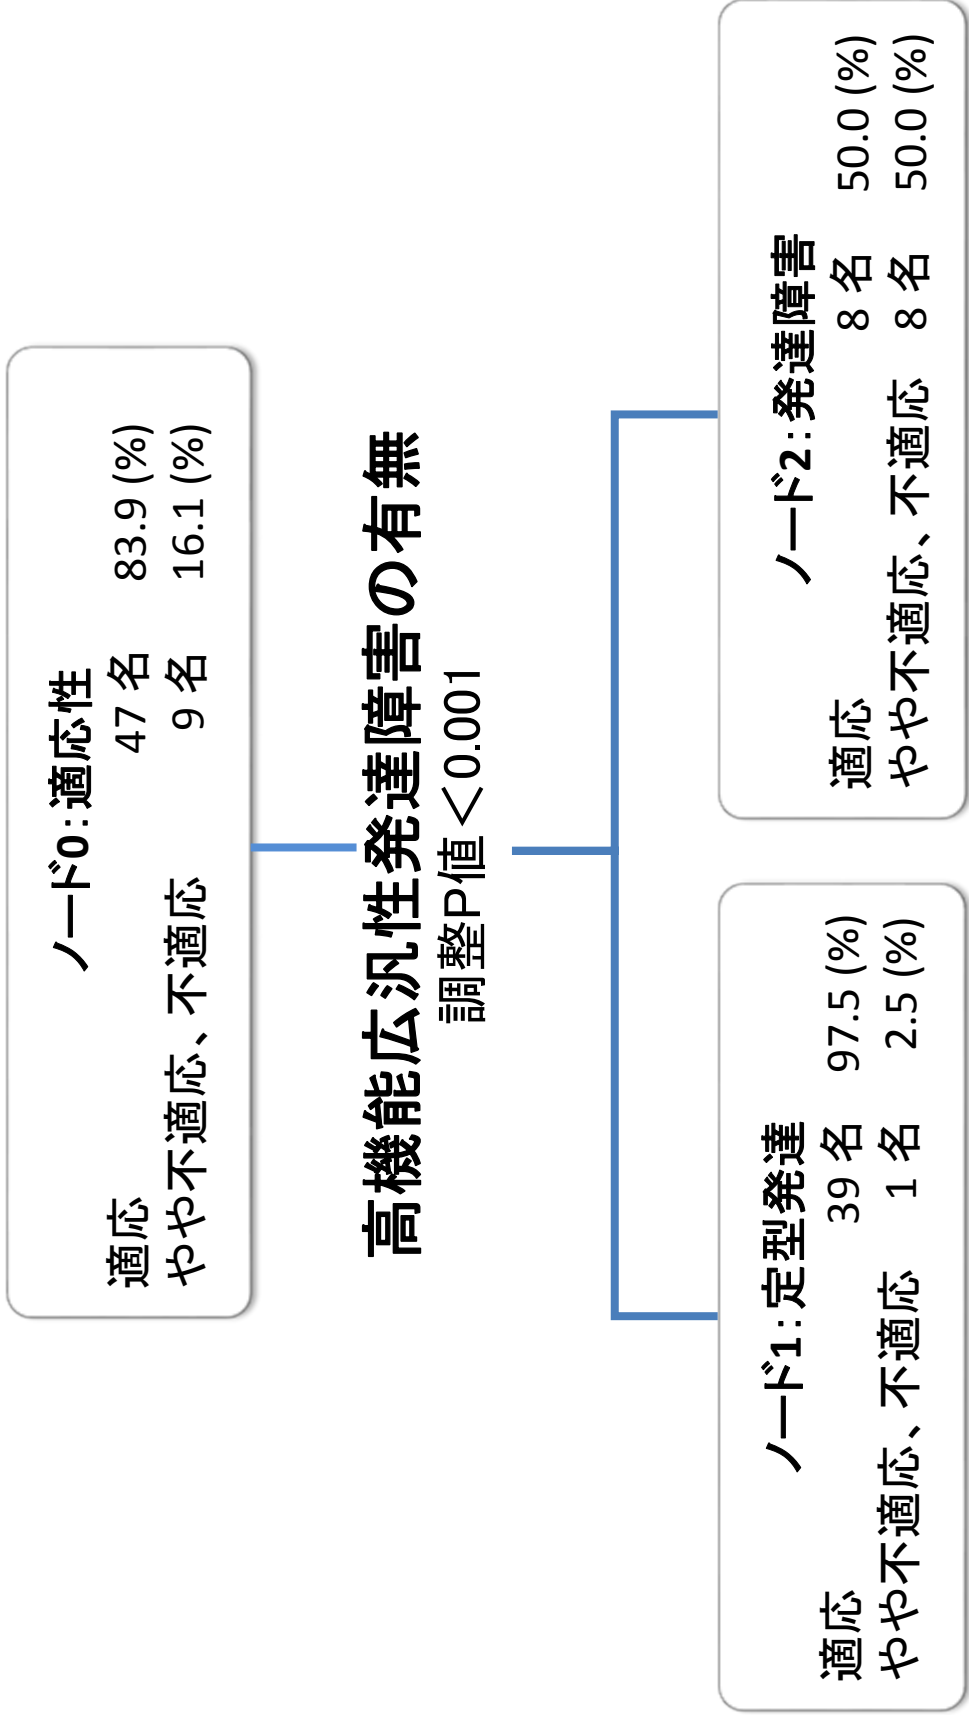 ノード0:適応性
適応 47 名 83.9 (%)
やや不適応、不適応 9 名 16.1 (%)
高機能広汎性発達障害の有無
調整P値<0.001
ノード1:定型発達
適応 39 名 97.5 (%)
やや不適応、不適応 1 名 2.5 (%)
ノード2:発達障害
適応 8 名 50.0 (%)
やや不適応、不適応 8 名 50.0 (%)